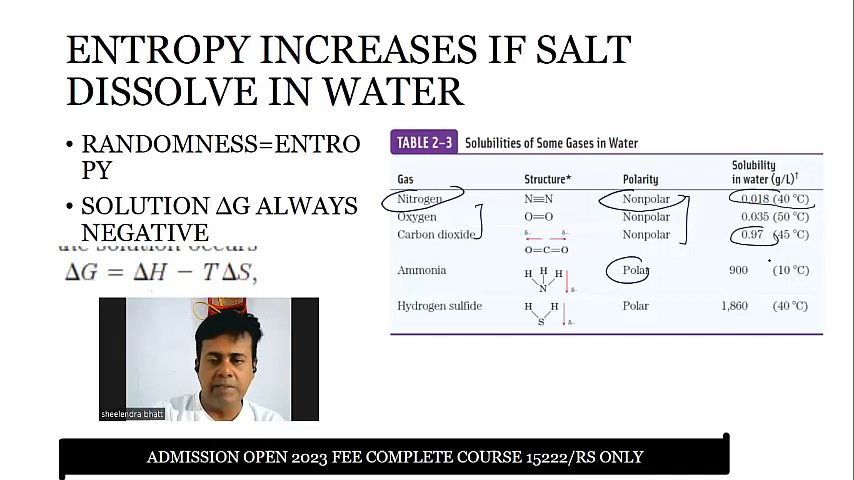 ENTROPY INCREASES IF SALT
DISSOLVE IN WATER
• RANDOMNESS=ENTRO
PY
• SOLUTION ΔG ALWAYS
NEGATIVE
the solution occurs
ΔG = ΔH − TΔS,
sheelendra bhatt
TABLE 2–3 Solubilities of Some Gases in Water
Gas Structure* Polarity Solubility in water (g/L)†
Nitrogen N≡N Nonpolar 0.018 (40 °C)
Oxygen O=O Nonpolar 0.035 (50 °C)
Carbon dioxide δ− δ− O=C=O Nonpolar 0.97 (45 °C)
Ammonia H H H N δ− Polar 900 (10 °C)
Hydrogen sulfide H H S δ− Polar 1,860 (40 °C)
ADMISSION OPEN 2023 FEE COMPLETE COURSE 15222/RS ONLY